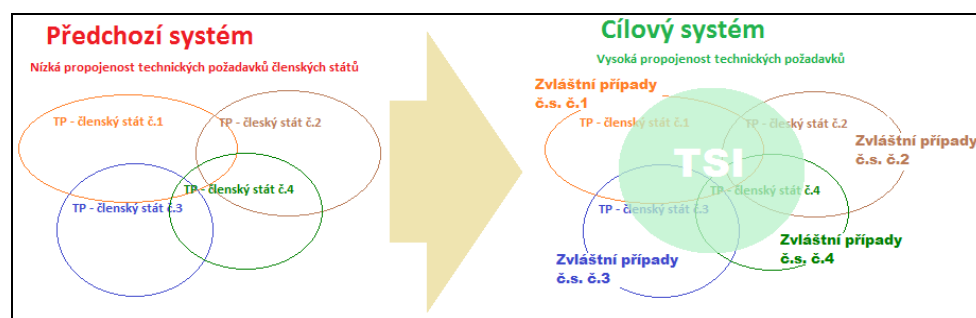 Předchozí systém
Nízká propojenost technických požadavků členských států
TP - členský stát č.1
TP - čleský stát č.2
TP - členský stát č.4
TP - členský stát č.3
Cílový systém
Vysoká propojenost technických požadavků
Zvláštní případy
č.s. č.1
TP - členský stát č.1
TP - členský stát č.2
Zvláštní případy
č.s. č.2
TSI
TP - členský stát č.4
TP - členský stát č.3
Zvláštní případy
č.s. č.4
Zvláštní případy
č.s. č.3